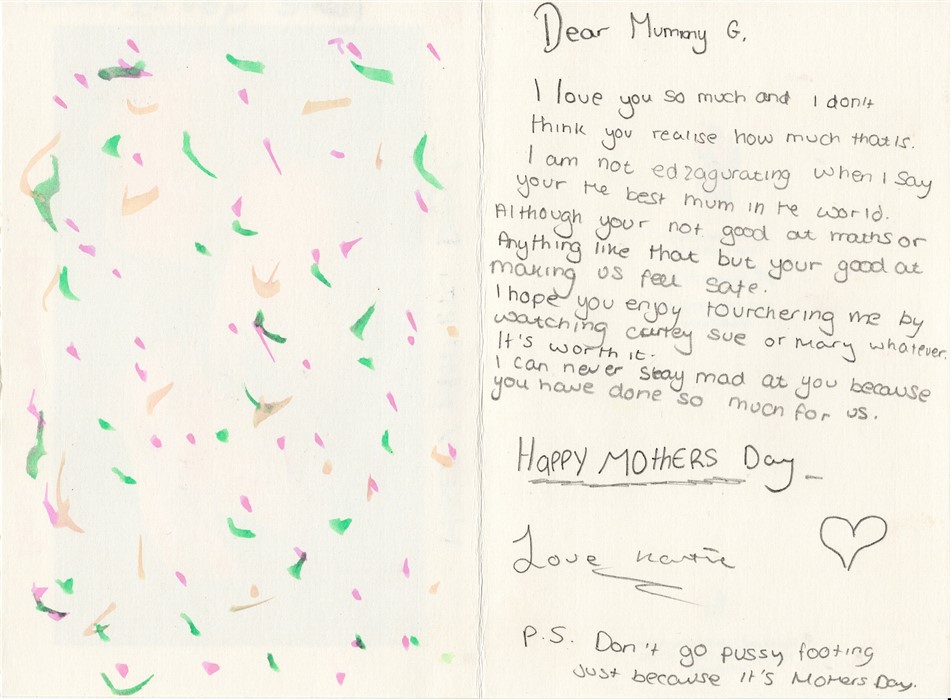 Dear Mummy G,
I love you so much and I don't
think you realise how much that is.
I am not edzagurating when I say
your the best mum in the world.
Although your not good at maths or
Anything like that but your good at
making us feel safe.
I hope you enjoy tourchering me by
watching curley sue or Mary whatever.
It's worth it.
I can never stay mad at you because
you have done so much for us.
Happy MOTHERS Day
Love Katie
P.S. Don't go pussy footing
just because it's Mothers Day.